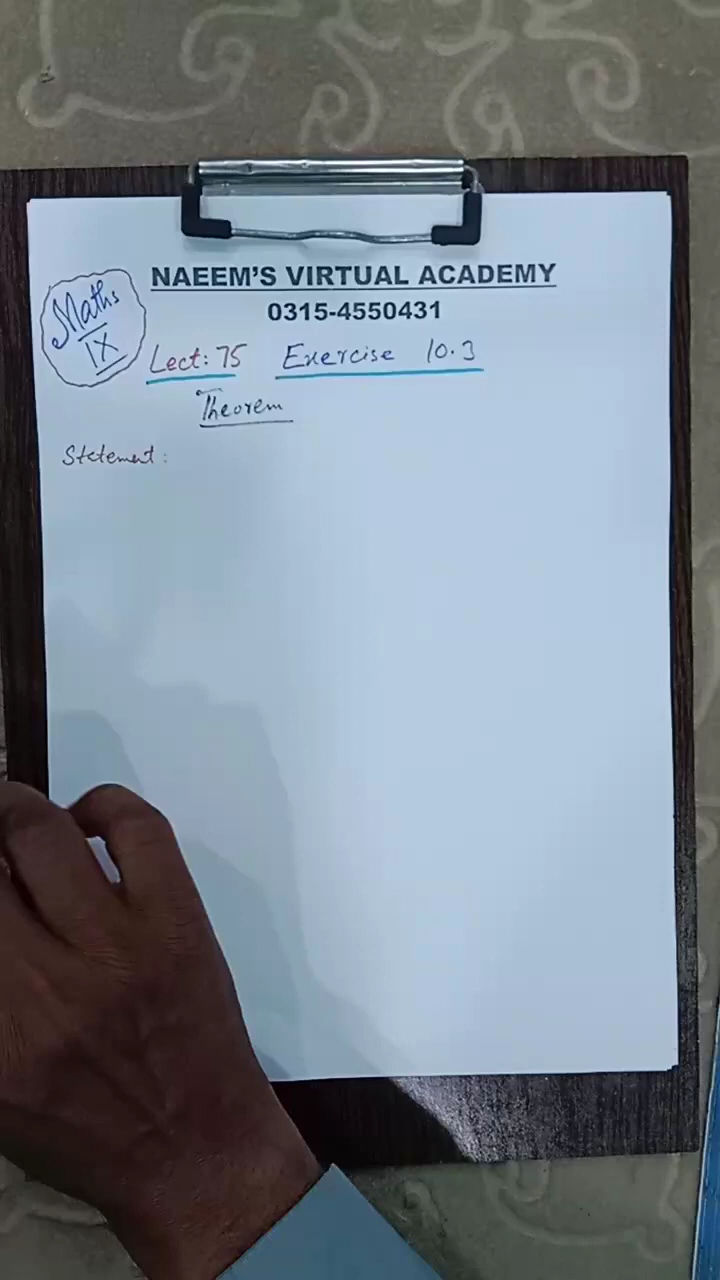 NAEEM'S VIRTUAL ACADEMY
0315-4550431
Maths
IX
Lect: 75 Exercise 10.3
Theorem
Statement: